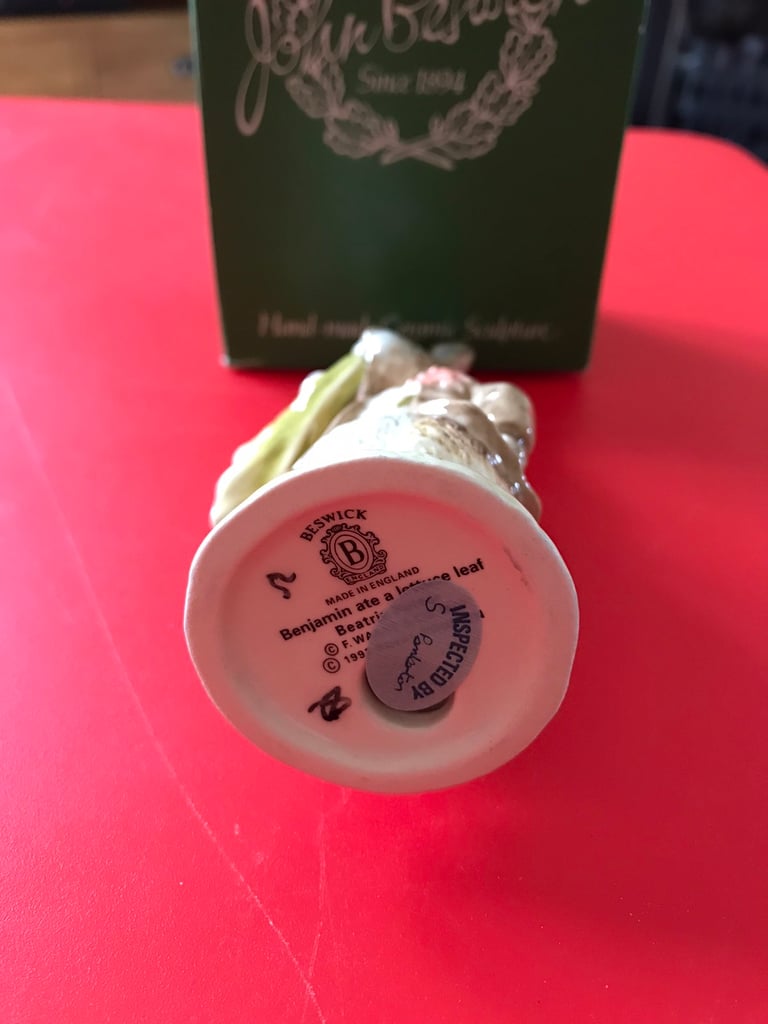 John Beswick
Since 1894
Hand made Ceramic Sculpture
BESWICK
B
ENGLAND
MADE IN ENGLAND
Benjamin ate a lettuce leaf
© F. WA
© 199
INSPECTED BY
S